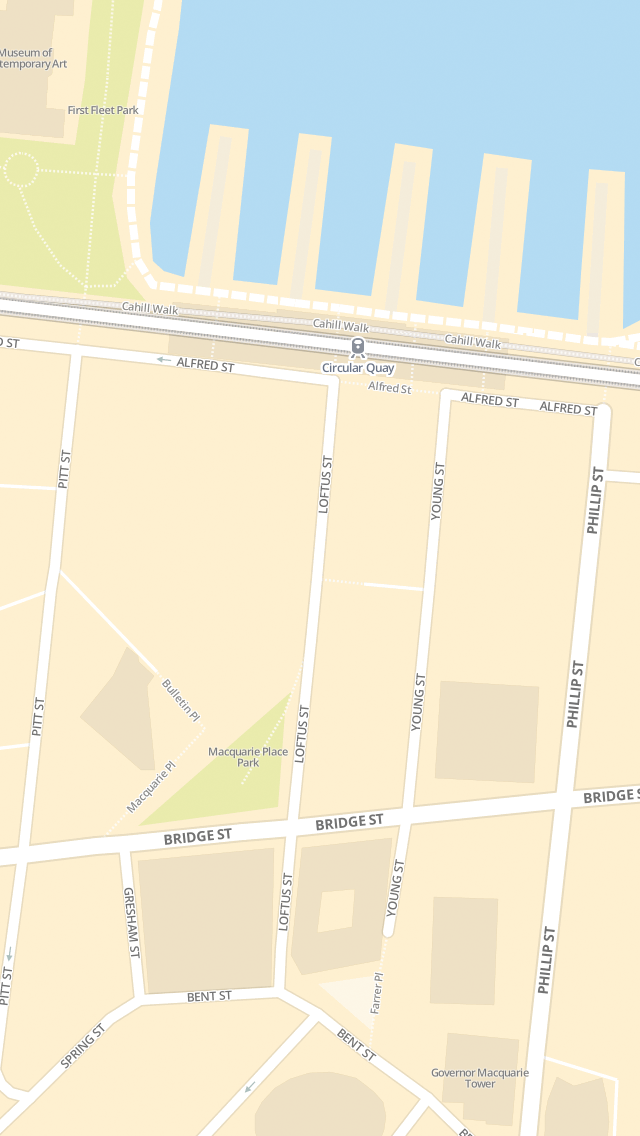 Museum of
temporary Art
First Fleet Park
Cahill Walk
Cahill Walk
Cahill Walk
ALFRED ST
Circular Quay
Alfred St
ALFRED ST
ALFRED ST
PITT ST
LOFTUS ST
YOUNG ST
PHILLIP ST
PITT ST
Bulletin Pl
LOFTUS ST
YOUNG ST
PHILLIP ST
Macquarie Place
Park
Macquarie Pl
BRIDGE ST
BRIDGE ST
BRIDGE S
GRESHAM ST
LOFTUS ST
YOUNG ST
PHILLIP ST
PITT ST
BENT ST
Farrer Pl
SPRING ST
BENT ST
Governor Macquarie
Tower